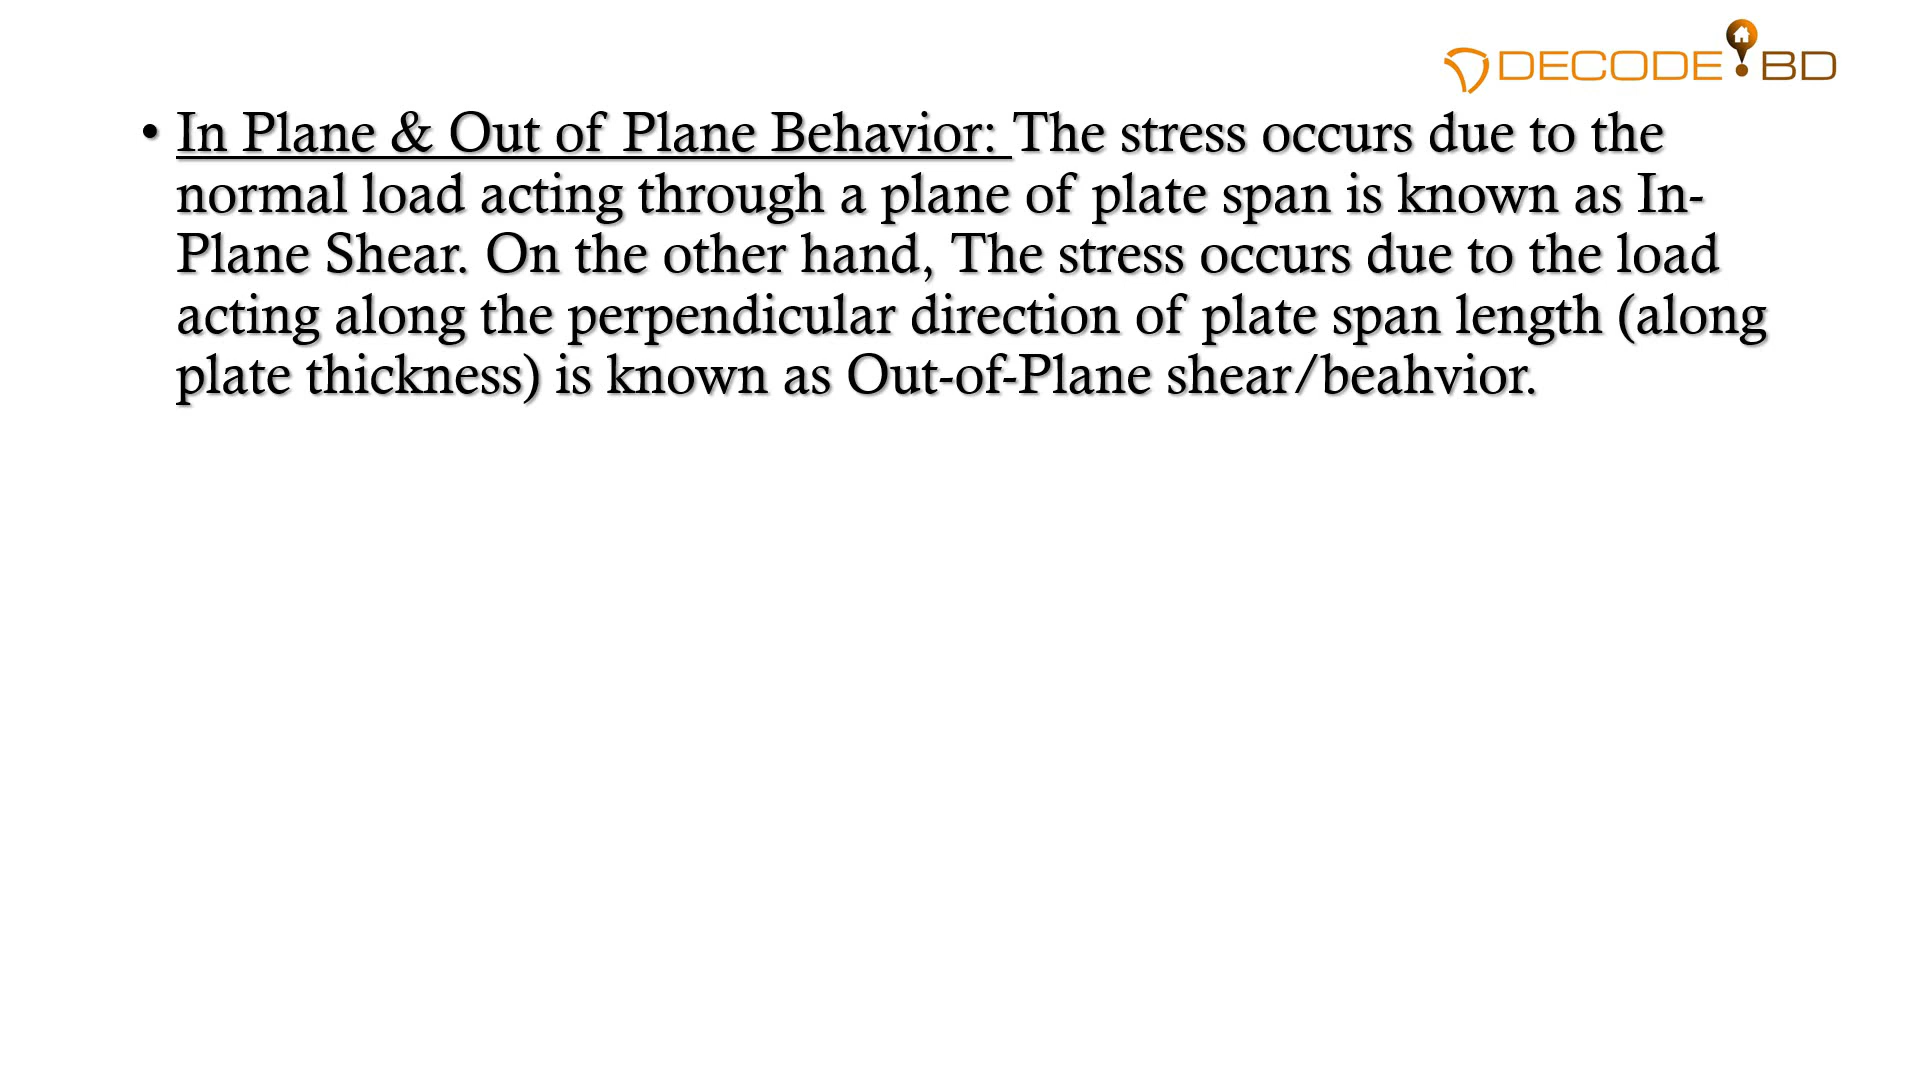 DECODE BD
• In Plane & Out of Plane Behavior: The stress occurs due to the
normal load acting through a plane of plate span is known as In-
Plane Shear. On the other hand, The stress occurs due to the load
acting along the perpendicular direction of plate span length (along
plate thickness) is known as Out-of-Plane shear/beahvior.